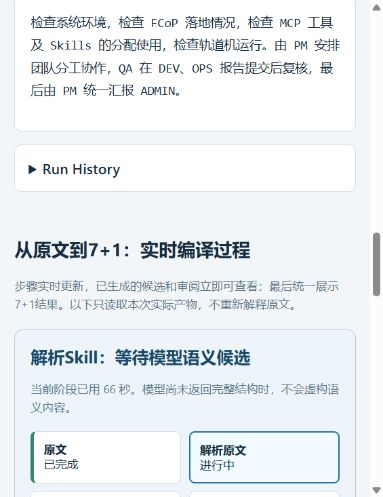 检查系统环境，检查 FCoP 落地情况，检查 MCP 工具
及 Skills 的分配使用，检查轨道机运行。由 PM 安排
团队分工协作，QA 在 DEV、OPS 报告提交后复核，最
后由 PM 统一汇报 ADMIN。
▶ Run History
从原文到7+1：实时编译过程
步骤实时更新，已生成的候选和审阅立即可查看；最后统一展示
7+1结果。以下只读取本次实际产物，不重新解释原文。
解析Skill：等待模型语义候选
当前阶段已用 66 秒。模型尚未返回完整结构时，不会虚构语
义内容。
原文
已完成
解析原文
进行中